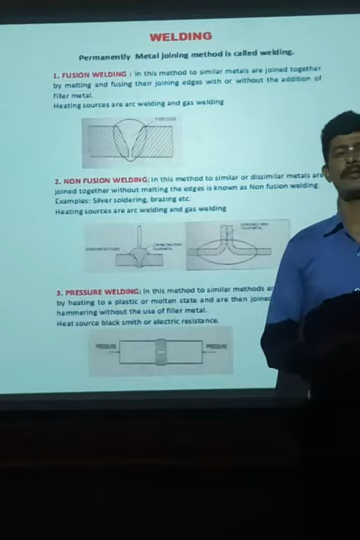 WELDING
Permanently Metal joining method is called welding.
1. FUSION WELDING : In this method to similar metals are joined together
by melting and fusing their joining edges with or without the addition of
filler metal.
Heating sources are arc welding and gas welding
2. NON FUSION WELDING: In this method to similar or dissimilar metals are
joined together without melting the edges is known as Non fusion welding.
Examples: Silver soldering, brazing etc.
Heating sources are arc welding and gas welding
3. PRESSURE WELDING: In this method to similar methods
by heating to a plastic or molten state and are then joined
hammering without the use of filler metal.
Heat source black smith or electric resistance.
PRESSURE PRESSURE